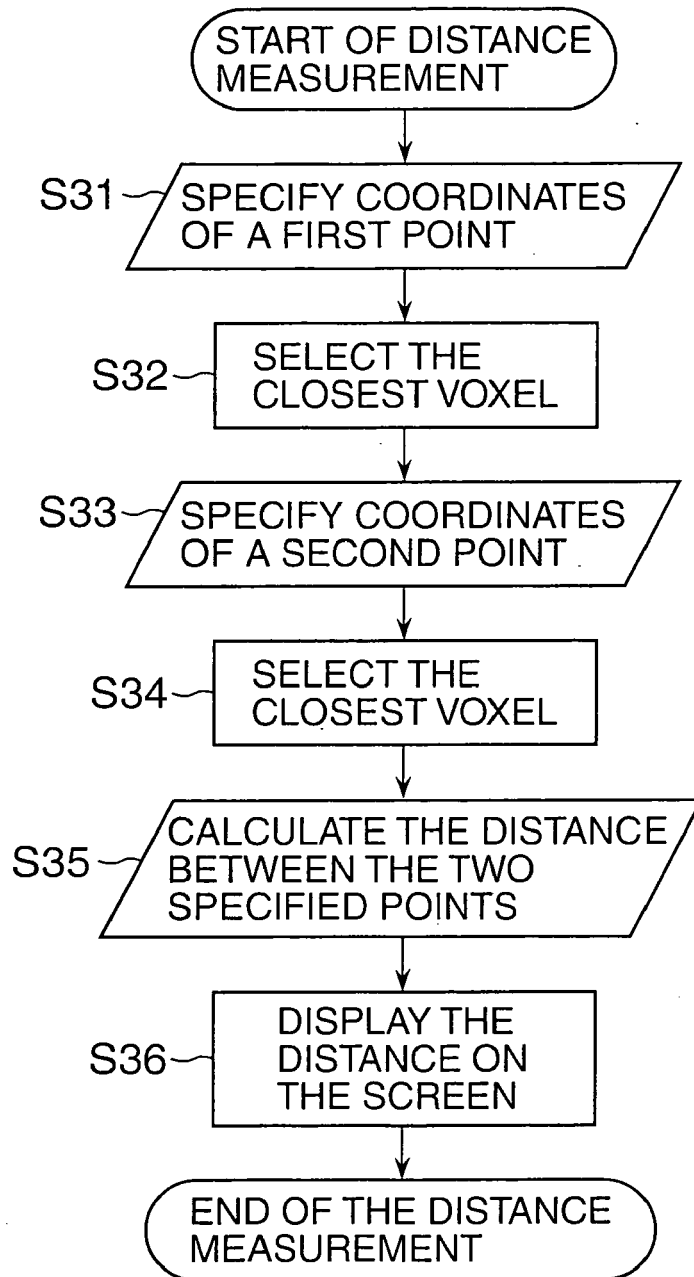 START OF DISTANCE
MEASUREMENT
S31
SPECIFY COORDINATES
OF A FIRST POINT
S32
SELECT THE
CLOSEST VOXEL
S33
SPECIFY COORDINATES
OF A SECOND POINT
S34
SELECT THE
CLOSEST VOXEL
S35
CALCULATE THE DISTANCE
BETWEEN THE TWO
SPECIFIED POINTS
S36
DISPLAY THE
DISTANCE ON
THE SCREEN
END OF THE DISTANCE
MEASUREMENT